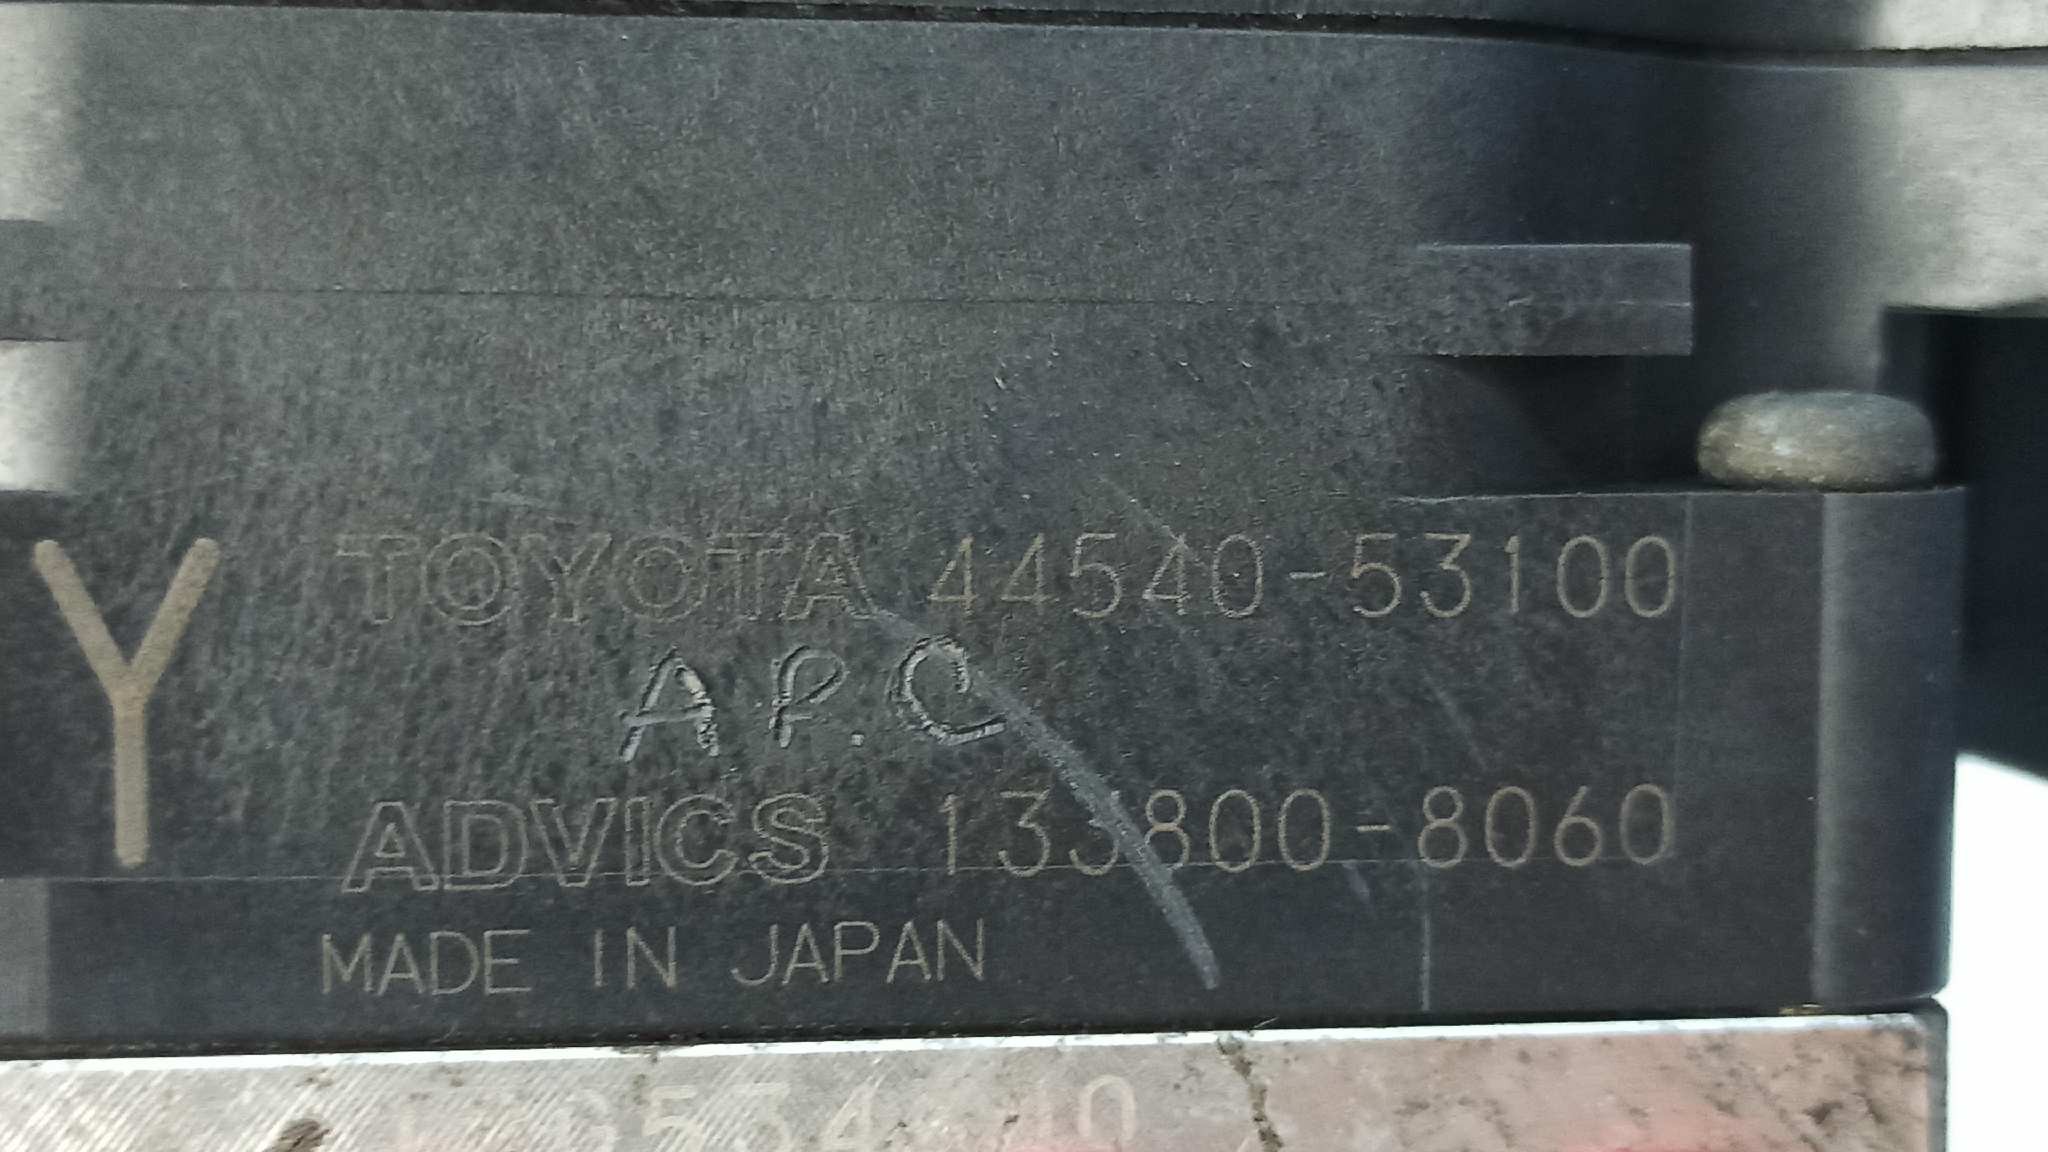 Y
TOYOTA 44540-53100
A P. C
ADVICS 133800-8060
MADE IN JAPAN